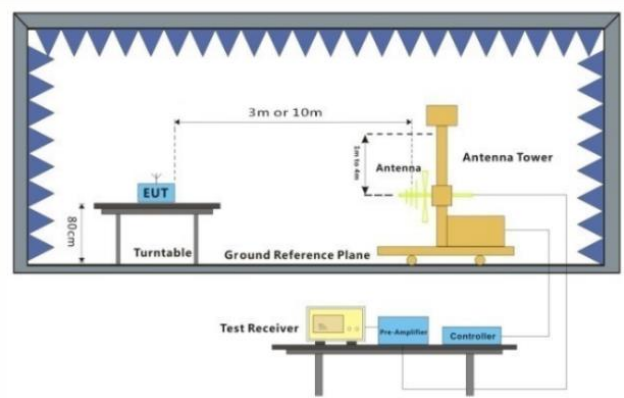 3m or 10m
1m to 4m
Antenna
Antenna Tower
EUT
80cm
Turntable
Ground Reference Plane
Test Receiver
Pre-Amplifier
Controller